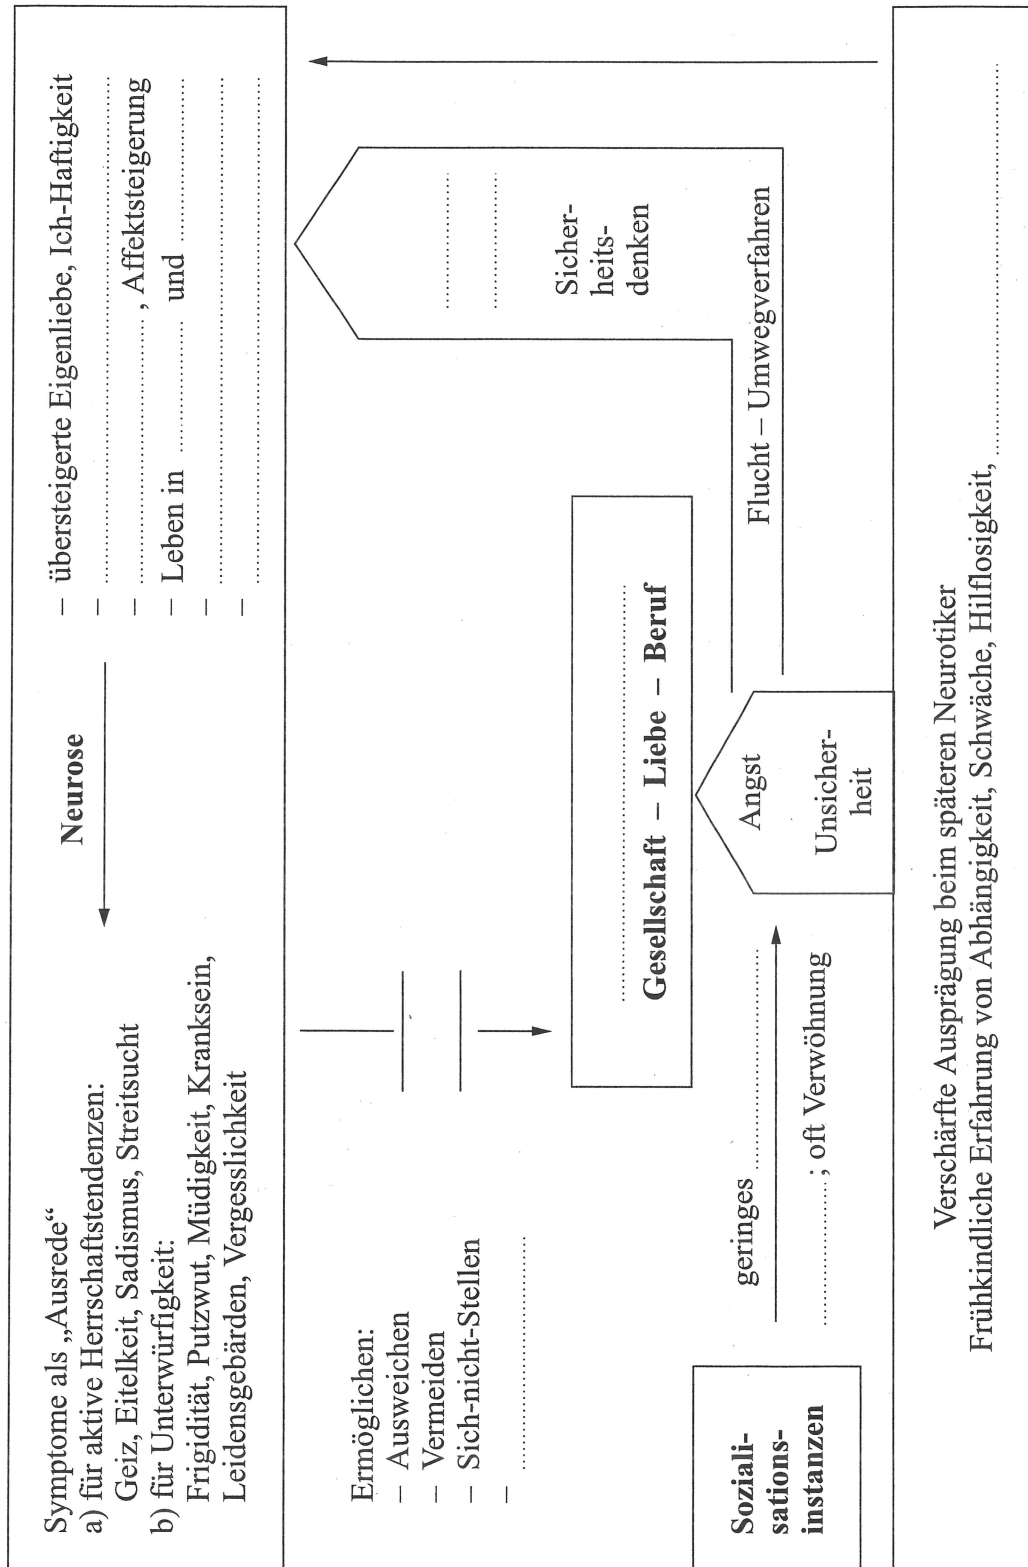 Symptome als „Ausrede“
a) für aktive Herrschaftstendenzen:
Geiz, Eitelkeit, Sadismus, Streitsucht
b) für Unterwürfigkeit:
Frigidität, Putzwut, Müdigkeit, Kranksein,
Leidensgebärden, Vergesslichkeit
Neurose
– übersteigerte Eigenliebe, Ich-Haftigkeit
– ....................
– ...................., Affektsteigerung
– Leben in .................... und ....................
– ....................
– ....................
Ermöglichen:
– Ausweichen
– Vermeiden
– Sich-nicht-Stellen
– ....................
....................
Gesellschaft – Liebe – Beruf
....................
....................
Sicher-
heits-
denken
Flucht – Umwegverfahren
Soziali-
sations-
instanzen
geringes ....................
....................; oft Verwöhnung
Angst
Unsicher-
heit
Verschärfte Ausprägung beim späteren Neurotiker
Frühkindliche Erfahrung von Abhängigkeit, Schwäche, Hilflosigkeit, ....................